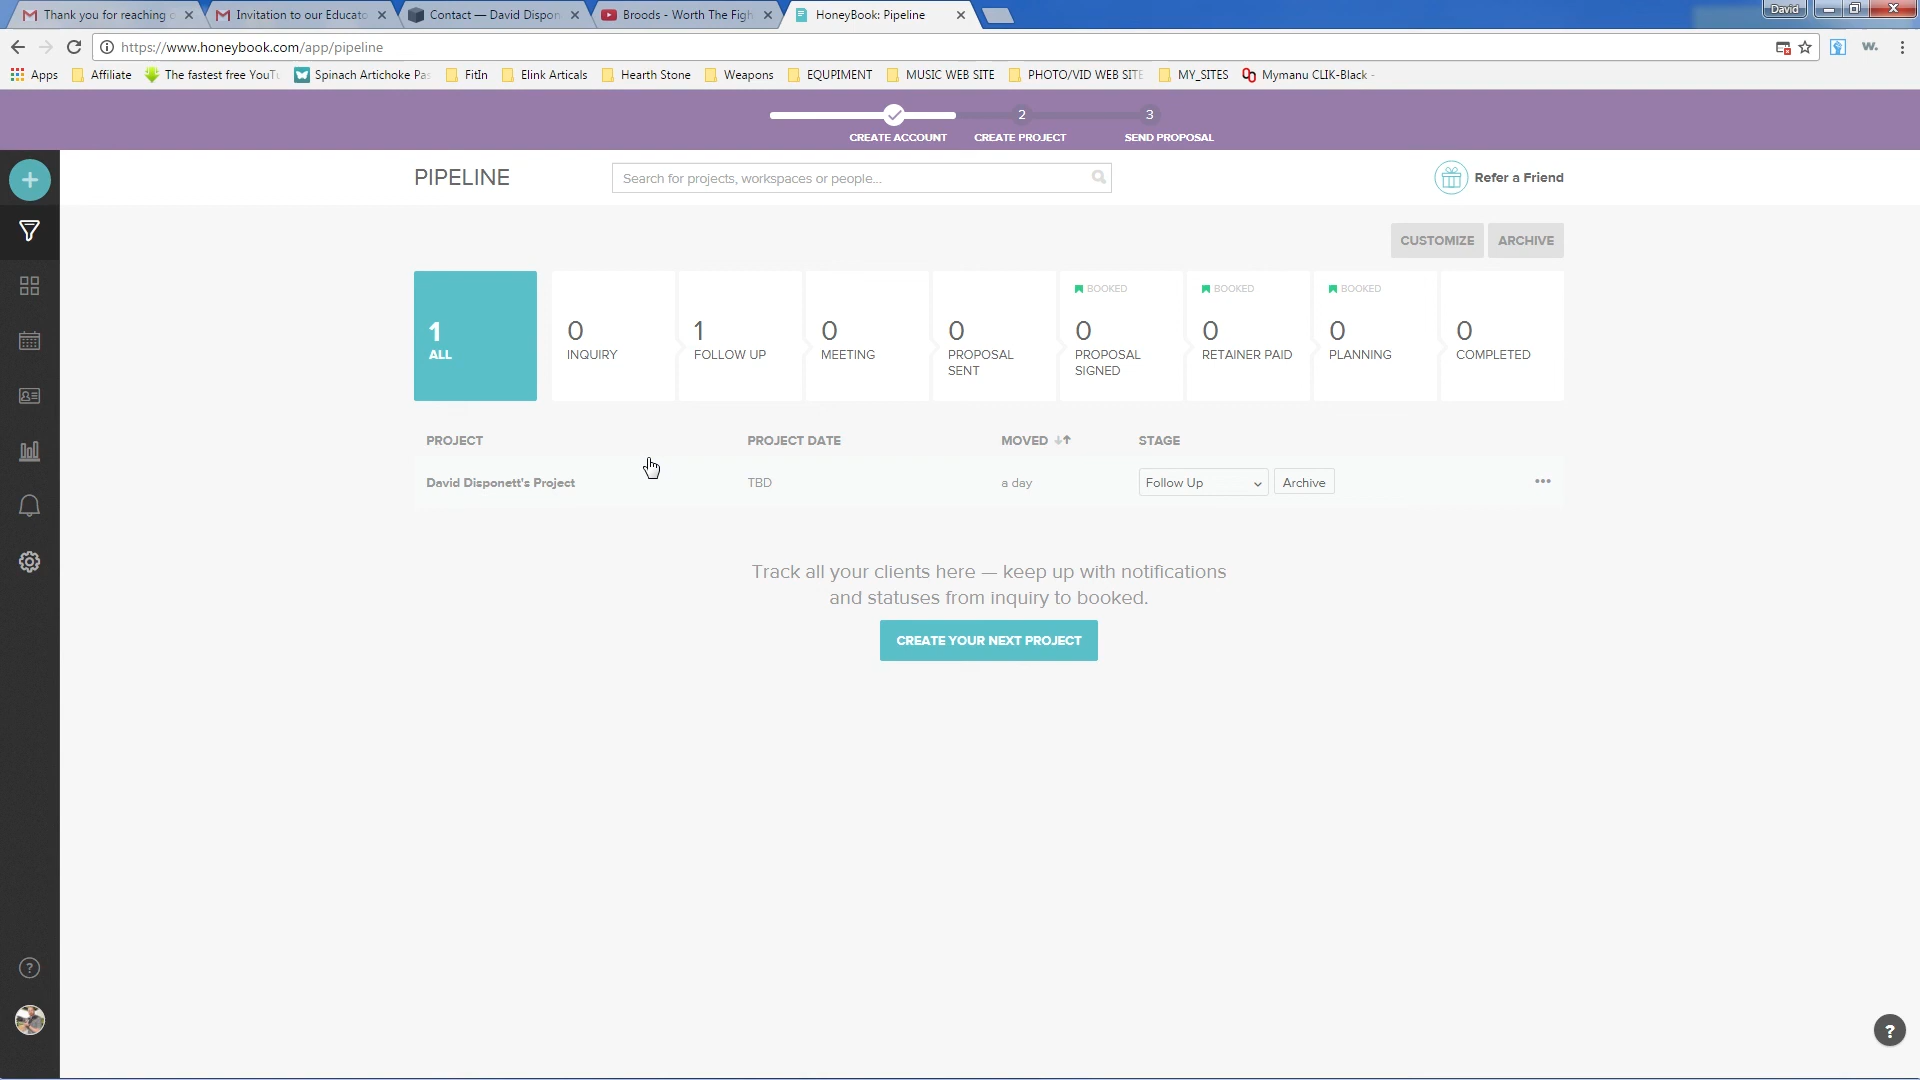 Thank you for reaching o
Invitation to our Educato
Contact — David Dispon
Broods - Worth The Figh
HoneyBook: Pipeline
David
https://www.honeybook.com/app/pipeline
w.
Apps
Affiliate
The fastest free YouTu
Spinach Artichoke Pas
FitIn
Elink Articals
Hearth Stone
Weapons
EQUPIMENT
MUSIC WEB SITE
PHOTO/VID WEB SITE
MY_SITES
Mymanu CLIK-Black -
2
3
CREATE ACCOUNT
CREATE PROJECT
SEND PROPOSAL
PIPELINE
Search for projects, workspaces or people...
Refer a Friend
CUSTOMIZE
ARCHIVE
1
ALL
0
INQUIRY
1
FOLLOW UP
0
MEETING
0
PROPOSAL
SENT
BOOKED
0
PROPOSAL
SIGNED
BOOKED
0
RETAINER PAID
BOOKED
0
PLANNING
0
COMPLETED
PROJECT
PROJECT DATE
MOVED
STAGE
David Disponett's Project
TBD
a day
Follow Up
Archive
Track all your clients here — keep up with notifications
and statuses from inquiry to booked.
CREATE YOUR NEXT PROJECT
?
?